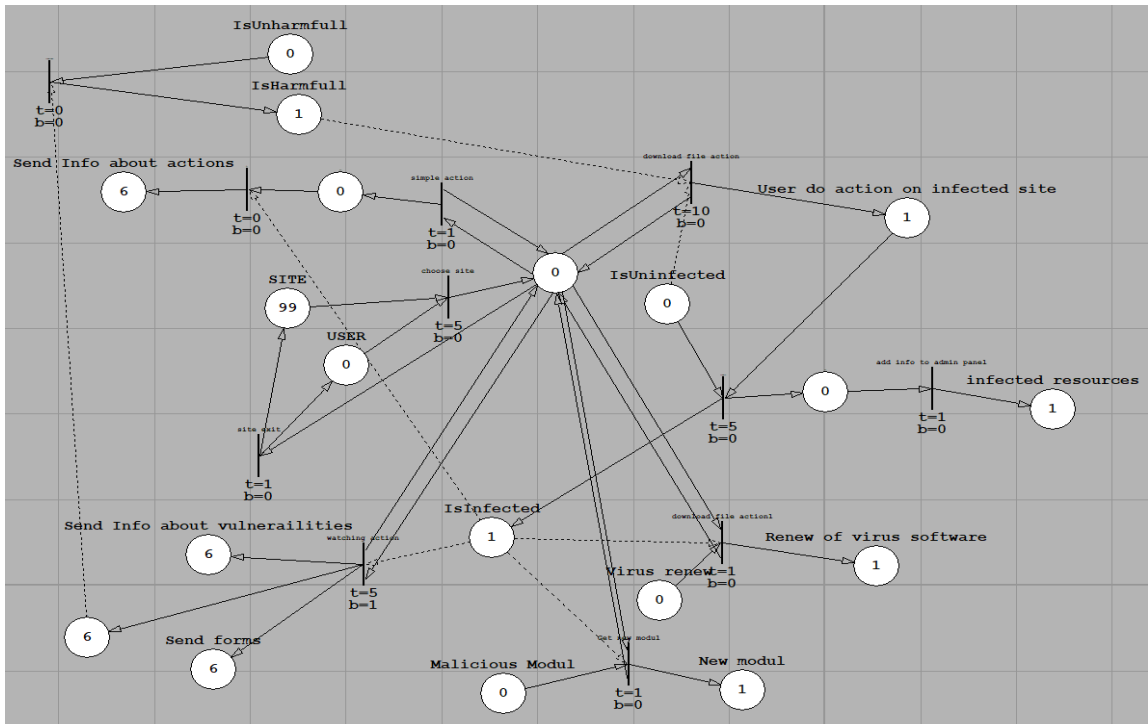 IsUnharmfull
0
IsHarmfull
1
t=0
b=0
Send Info about actions
6
t=0
b=0
0
simple action
t=1
b=0
download file action
t=10
b=0
User do action on infected site
1
0
IsUninfected
0
choose site
t=5
b=0
SITE
99
USER
0
site exit
t=1
b=0
t=5
b=0
0
add info to admin panel
t=1
b=0
infected resources
1
IsInfected
1
Send Info about vulnerailities
6
watching action
t=5
b=1
download file action1
t=1
b=0
Renew of virus software
1
Virus renew
0
6
Send forms
6
Get new modul
t=1
b=0
Malicious Modul
0
New modul
1